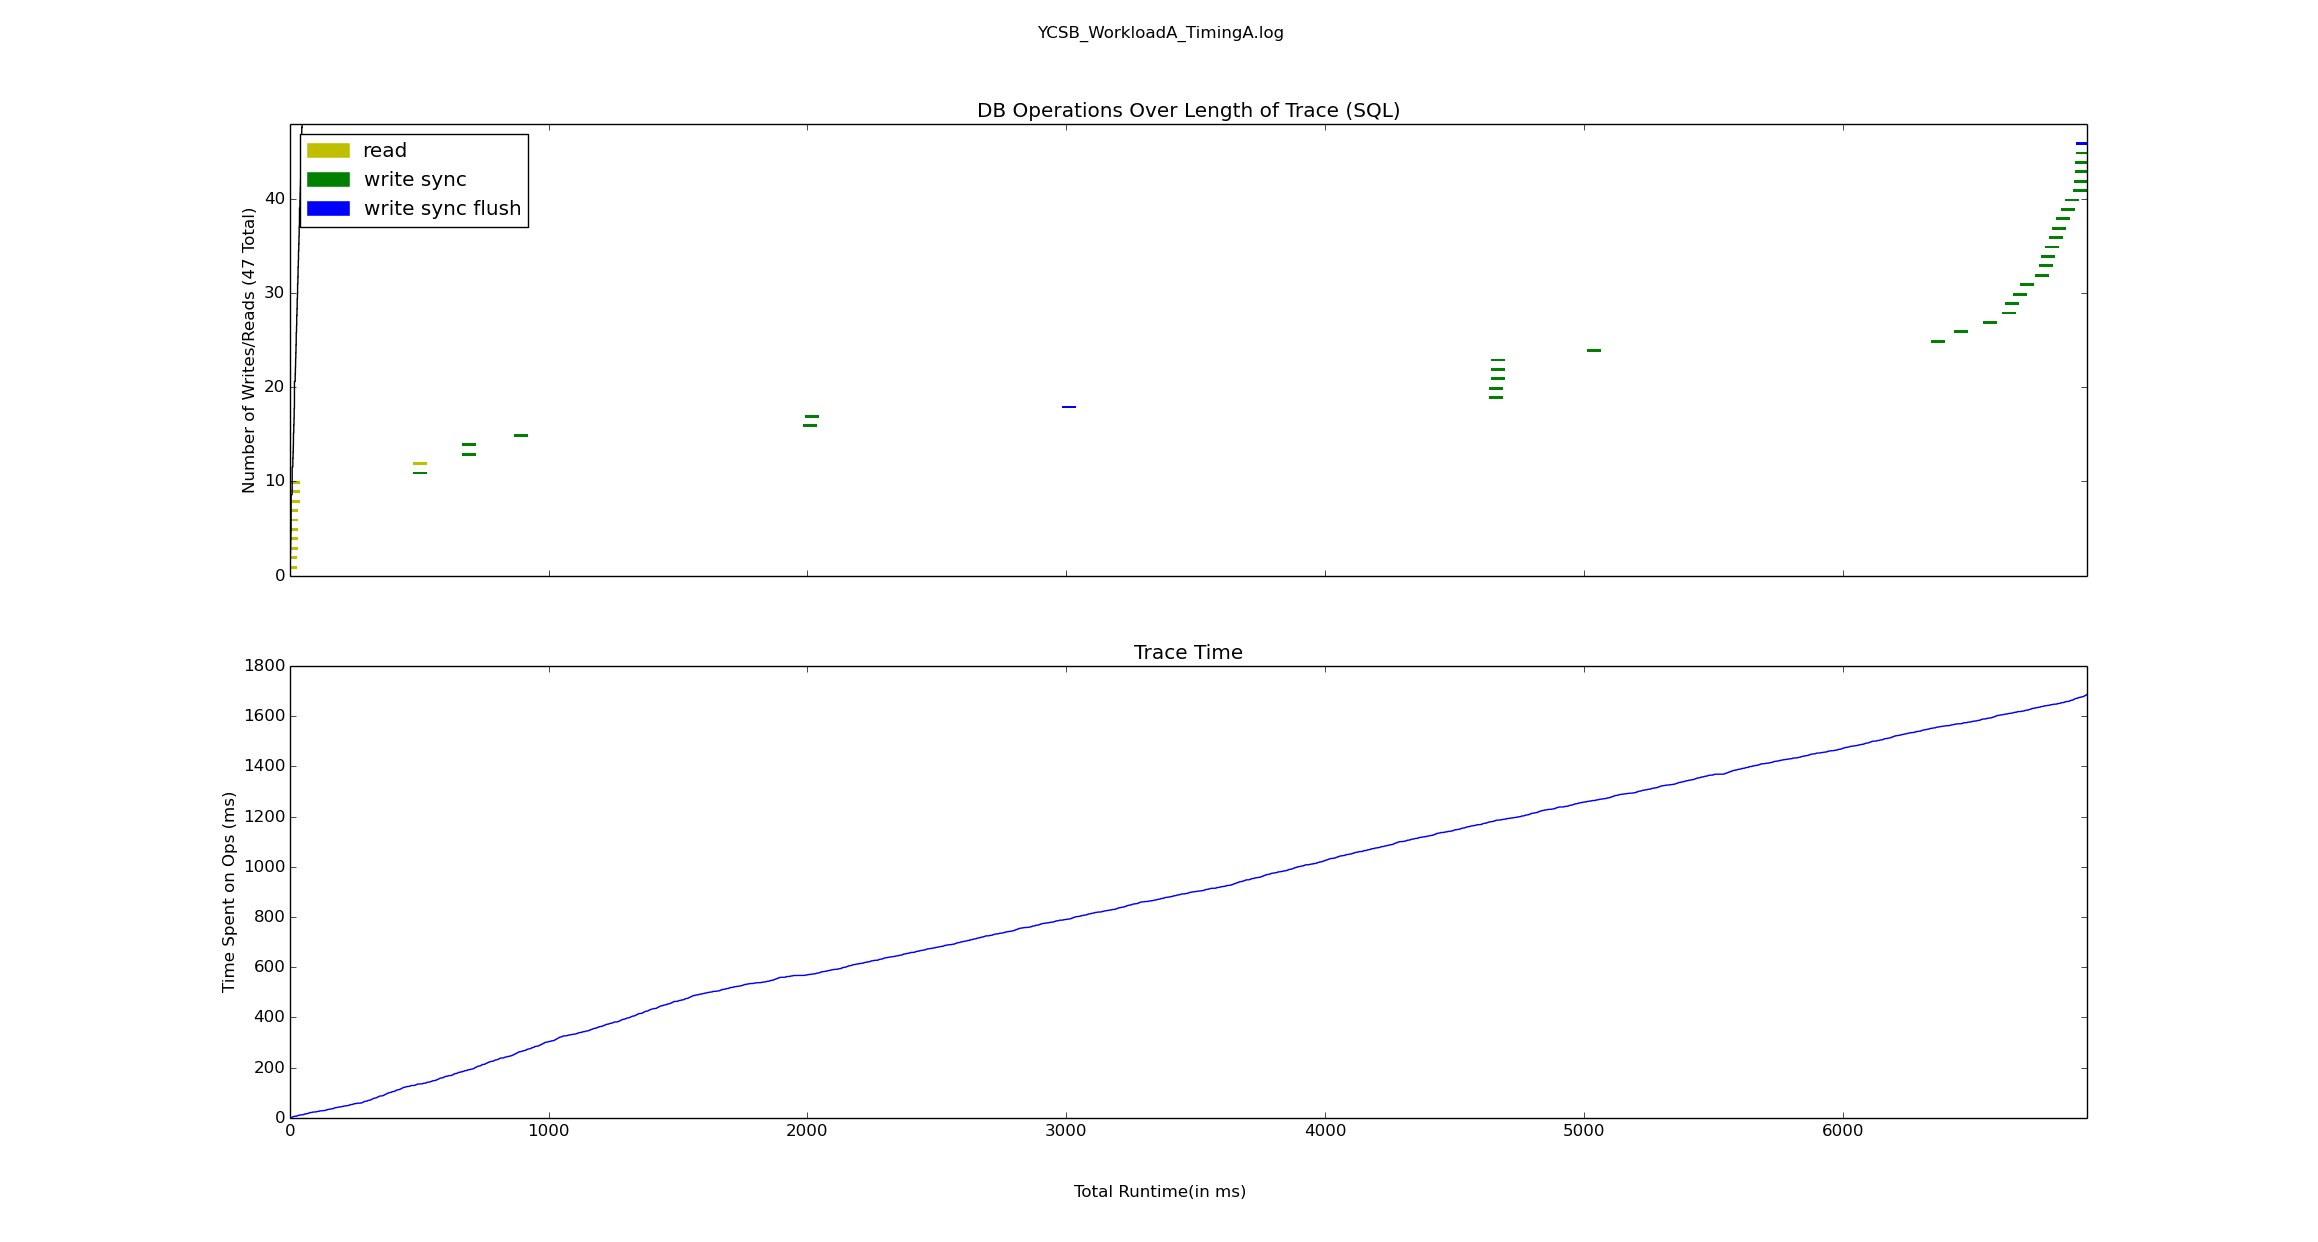 YCSB_WorkloadA_TimingA.log
DB Operations Over Length of Trace (SQL)
read
write sync
write sync flush
Number of Writes/Reads (47 Total)
40
30
20
10
0
Trace Time
Time Spent on Ops (ms)
1800
1600
1400
1200
1000
800
600
400
200
0
0 1000 2000 3000 4000 5000 6000
Total Runtime(in ms)